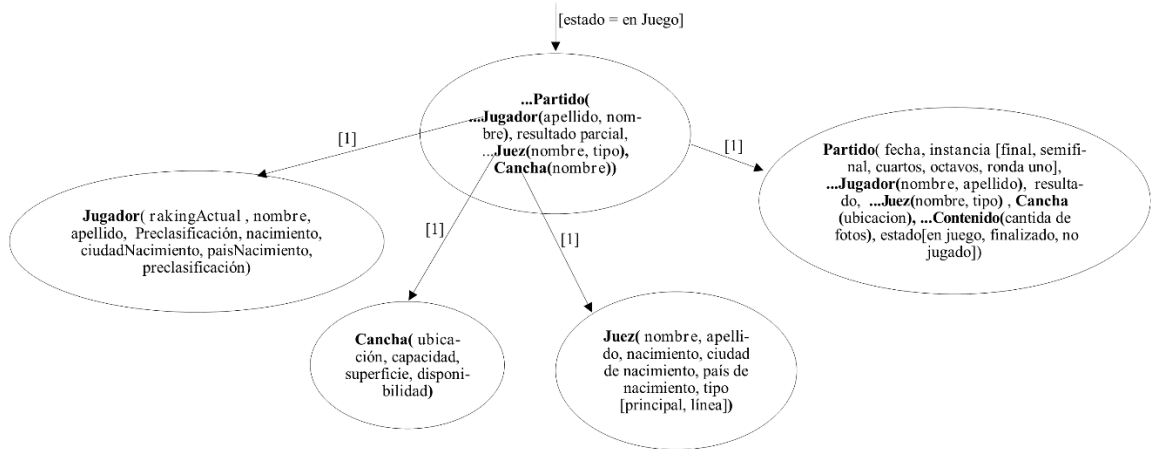 [estado = en Juego]
...Partido(
...Jugador(apellido, nom-
bre), resultado parcial,
...Juez(nombre, tipo),
Cancha(nombre))
[1]
[1]
[1]
[1]
Partido( fecha, instancia [final, semifi-
nal, cuartos, octavos, ronda uno],
...Jugador(nombre, apellido), resulta-
do, ...Juez(nombre, tipo) , Cancha
(ubicacion), ...Contenido(cantida de
fotos), estado[en juego, finalizado, no
jugado])
Jugador( rakingActual , nombre,
apellido, Preclasificación, nacimiento,
ciudadNacimiento, paisNacimiento,
preclasificación)
Cancha( ubica-
ción, capacidad,
superficie, disponi-
bilidad)
Juez( nombre, apelli-
do, nacimiento, ciudad
de nacimiento, país de
nacimiento, tipo
[principal, línea])